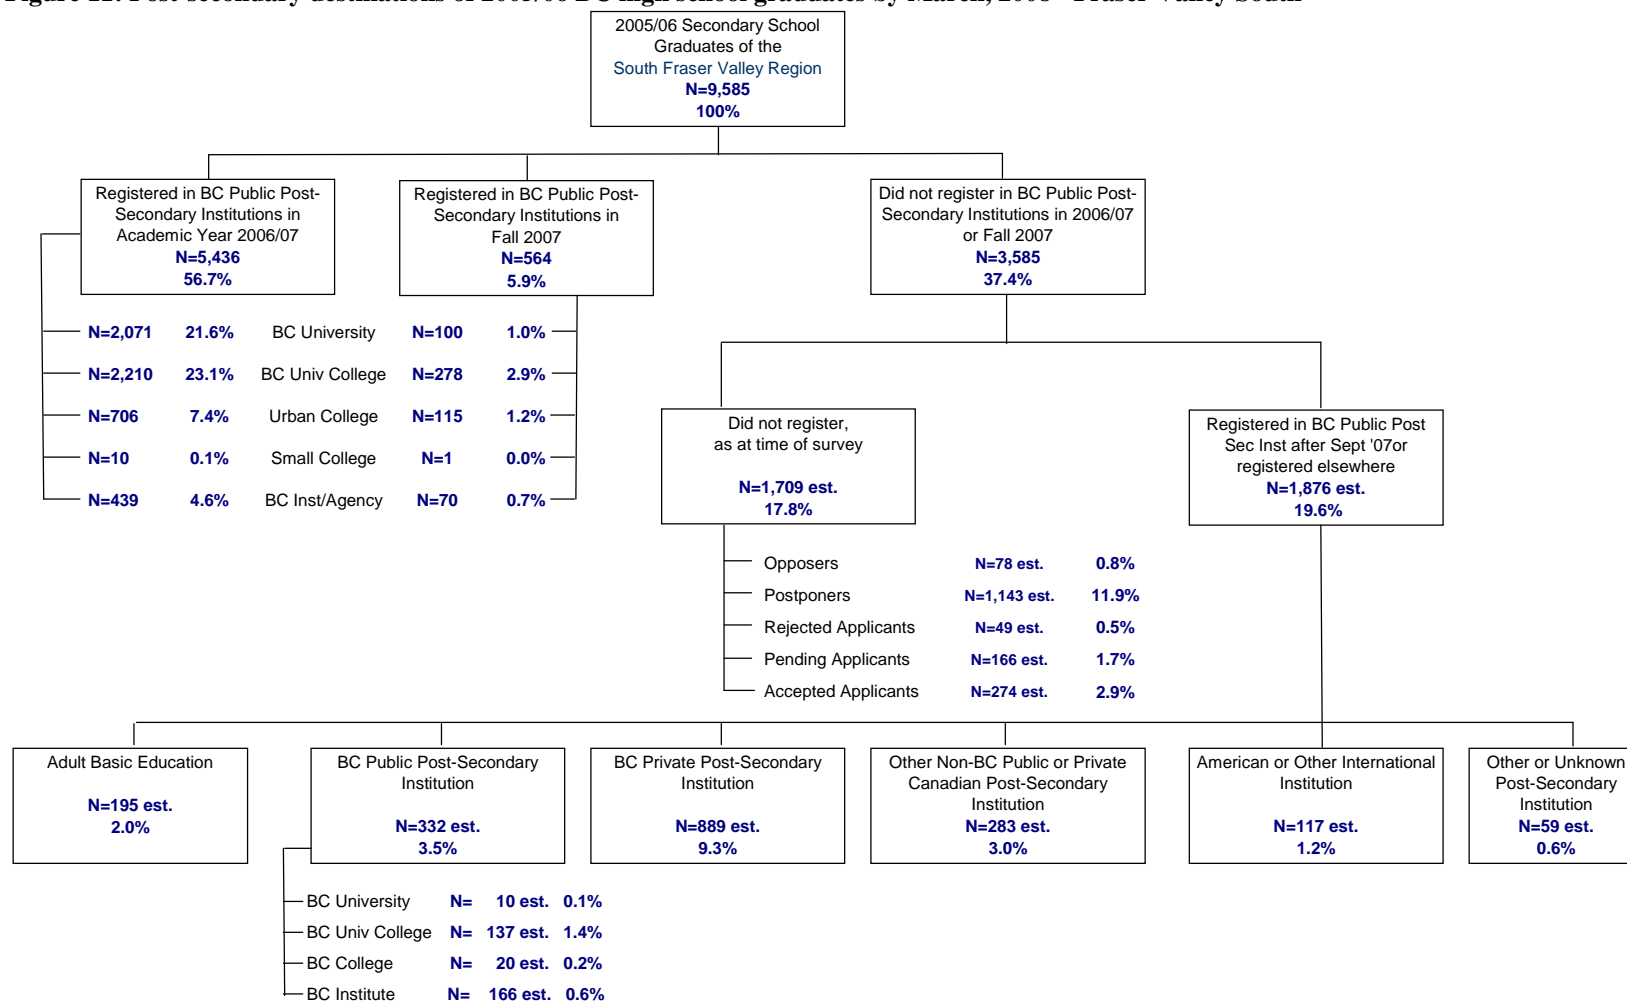 2005/06 Secondary School
Graduates of the
South Fraser Valley Region
N=9,585
100%
Registered in BC Public Post-
Secondary Institutions in
Academic Year 2006/07
N=5,436
56.7%
Registered in BC Public Post-
Secondary Institutions in
Fall 2007
N=564
5.9%
Did not register in BC Public Post-
Secondary Institutions in 2006/07
or Fall 2007
N=3,585
37.4%
N=2,071 21.6% BC University N=100 1.0%
N=2,210 23.1% BC Univ College N=278 2.9%
N=706 7.4% Urban College N=115 1.2%
N=10 0.1% Small College N=1 0.0%
N=439 4.6% BC Inst/Agency N=70 0.7%
Did not register,
as at time of survey
N=1,709 est.
17.8%
Registered in BC Public Post
Sec Inst after Sept '07or
registered elsewhere
N=1,876 est.
19.6%
Opposers N=78 est. 0.8%
Postponers N=1,143 est. 11.9%
Rejected Applicants N=49 est. 0.5%
Pending Applicants N=166 est. 1.7%
Accepted Applicants N=274 est. 2.9%
Adult Basic Education
N=195 est.
2.0%
BC Public Post-Secondary
Institution
N=332 est.
3.5%
BC Private Post-Secondary
Institution
N=889 est.
9.3%
Other Non-BC Public or Private
Canadian Post-Secondary
Institution
N=283 est.
3.0%
American or Other International
Institution
N=117 est.
1.2%
Other or Unknown
Post-Secondary
Institution
N=59 est.
0.6%
BC University N= 10 est. 0.1%
BC Univ College N= 137 est. 1.4%
BC College N= 20 est. 0.2%
BC Institute N= 166 est. 0.6%